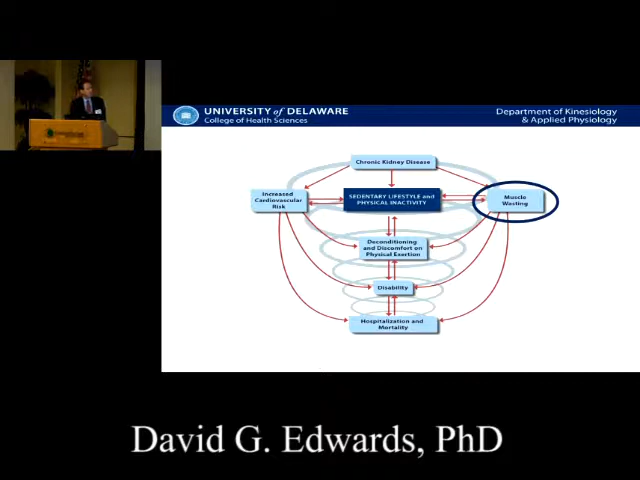 UNIVERSITY of DELAWARE
College of Health Sciences
Department of Kinesiology
& Applied Physiology
Chronic Kidney Disease
Increased
Cardiovascular
Risk
SEDENTARY LIFESTYLE and
PHYSICAL INACTIVITY
Muscle
Wasting
Deconditioning
and Discomfort on
Physical Exertion
Disability
Hospitalization and
Mortality
David G. Edwards, PhD